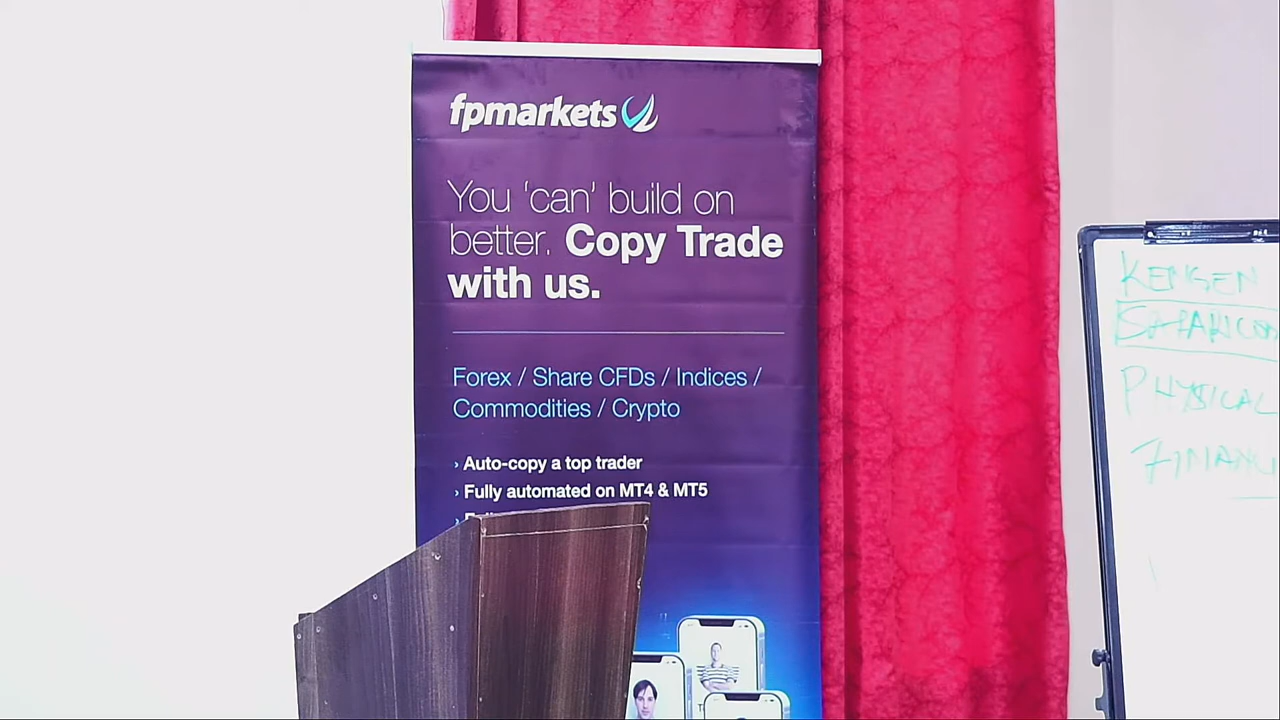 fpmarkets
You 'can' build on
better. Copy Trade
with us.
Forex / Share CFDs / Indices /
Commodities / Crypto
› Auto-copy a top trader
› Fully automated on MT4 & MT5
KENGEN
SAFARICOM
PHYSICAL